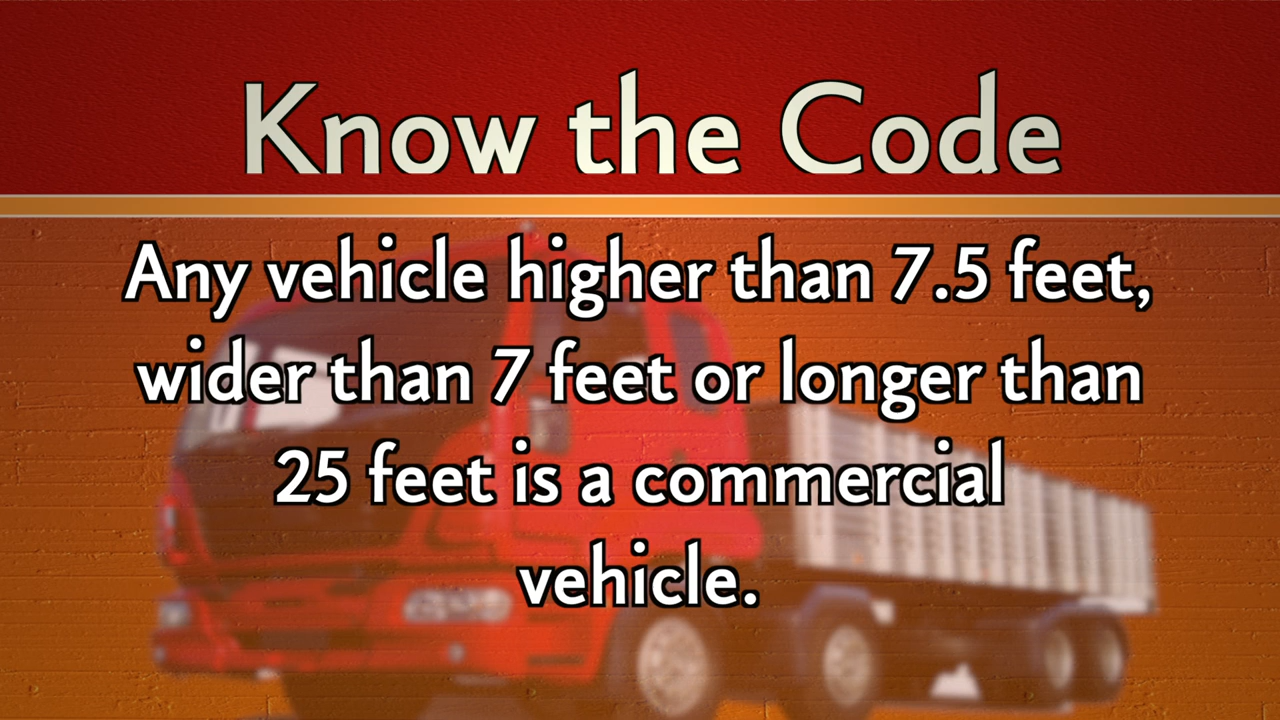 Know the Code
Any vehicle higher than 7.5 feet,
wider than 7 feet or longer than
25 feet is a commercial
vehicle.